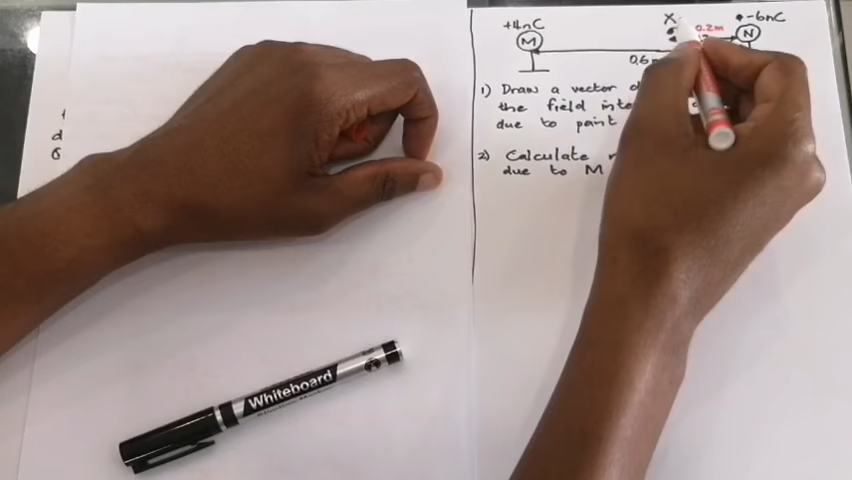 +4nC X -6nC
M 0.2m N
0.6m
1) Draw a vector
the field
due to point
2) Calculate
due to M
Whiteboard